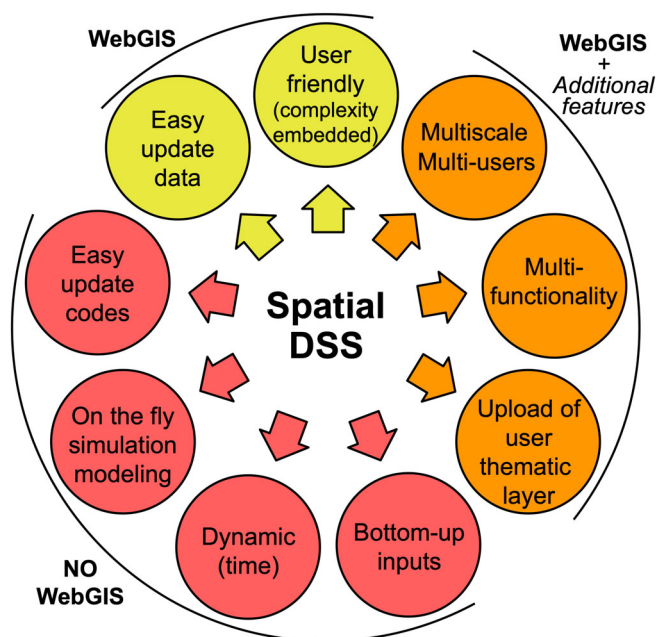 WebGIS
User
friendly
(complexity
embedded)
WebGIS
+
Additional
features
Easy
update
data
Multiscale
Multi-users
Easy
update
codes
Spatial
DSS
Multi-
functionality
On the fly
simulation
modeling
Upload of
user
thematic
layer
Dynamic
(time)
Bottom-up
inputs
NO
WebGIS